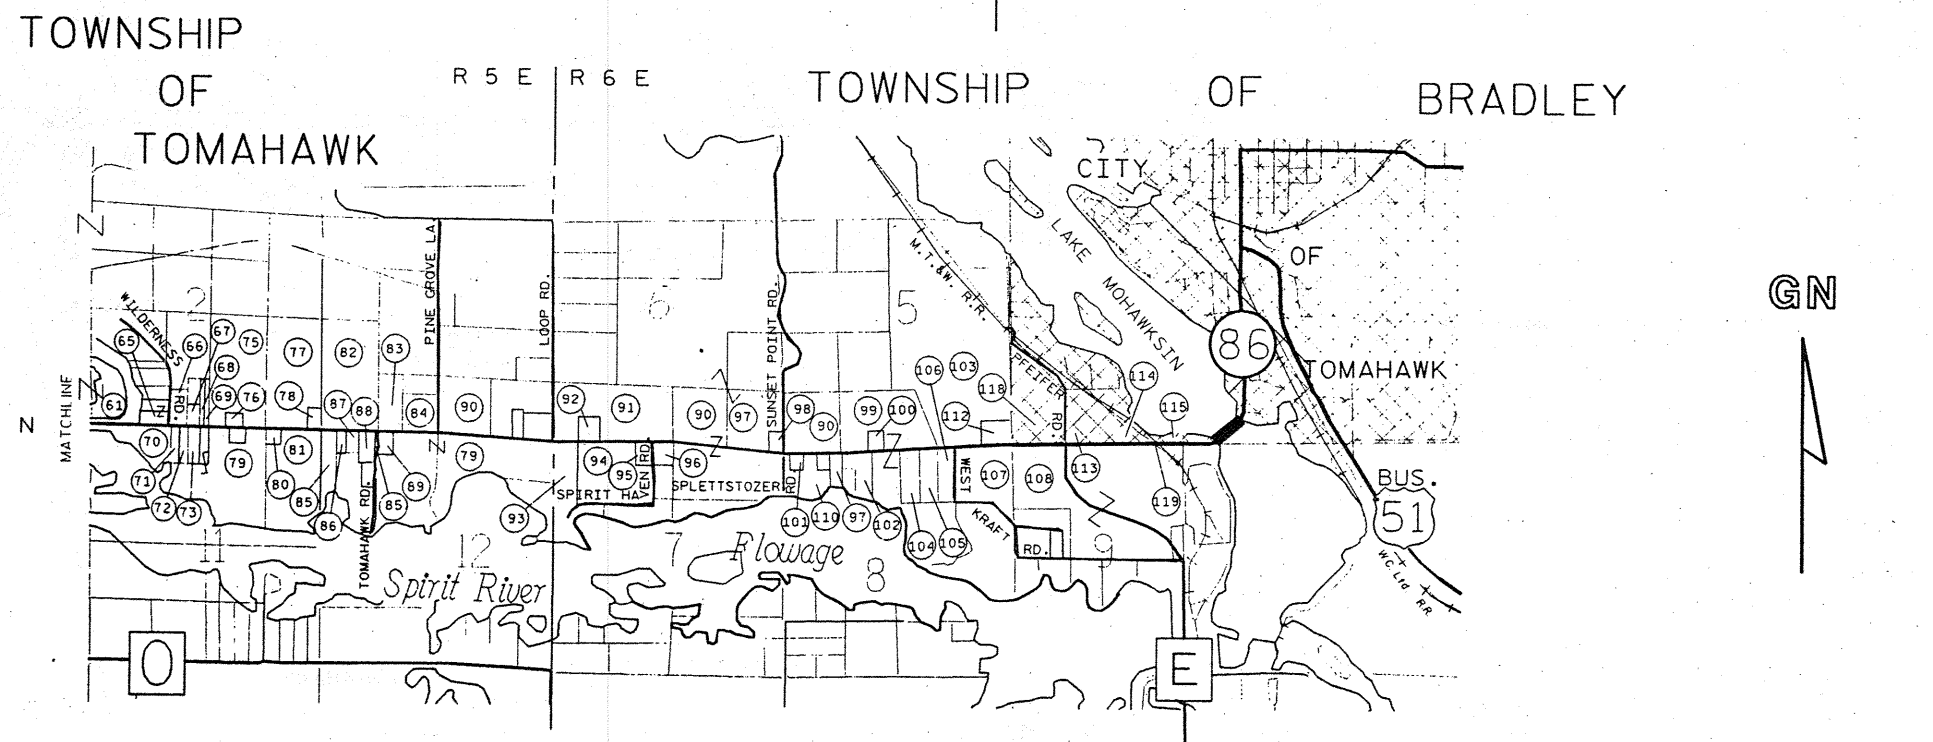 TOWNSHIP
OF
TOMAHAWK
R 5 E R 6 E
TOWNSHIP OF BRADLEY
CITY
OF
TOMAHAWK
LAKE MOHAWKSIN
M.T.&W. R.R.
GN
PINE GROVE LA.
LOOP RD.
SUNSET POINT RD.
WILDERNESS
RD.
PFEIFER
RD.
2
6
5
86
65
66
67
75
68
77
82
83
69
76
78
87
88
84
90
92
91
90
97
98
90
99
100
106
103
118
112
114
115
61
N
MATCHLINE
70
71
72
73
79
81
80
85
86
85
89
79
93
94
95
96
SPIRIT HAVEN RD.
SPLETTSTOZER
RD.
TOMAHAWK RD.
101
110
97
102
104
105
107
108
113
119
WEST
KRAFT
RD.
BUS.
51
W.C. Ltd R.R.
11
12
7
8
9
Spirit River
Flowage
O
E